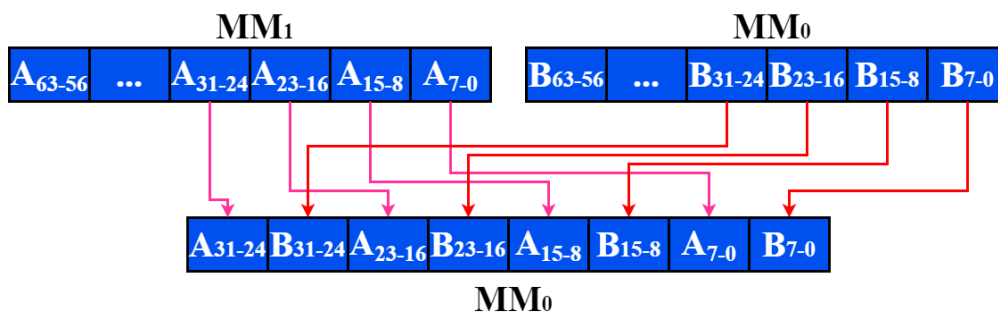 MM1 MM0
A63-56 ... A31-24 A23-16 A15-8 A7-0 B63-56 ... B31-24 B23-16 B15-8 B7-0
A31-24 B31-24 A23-16 B23-16 A15-8 B15-8 A7-0 B7-0
MM0